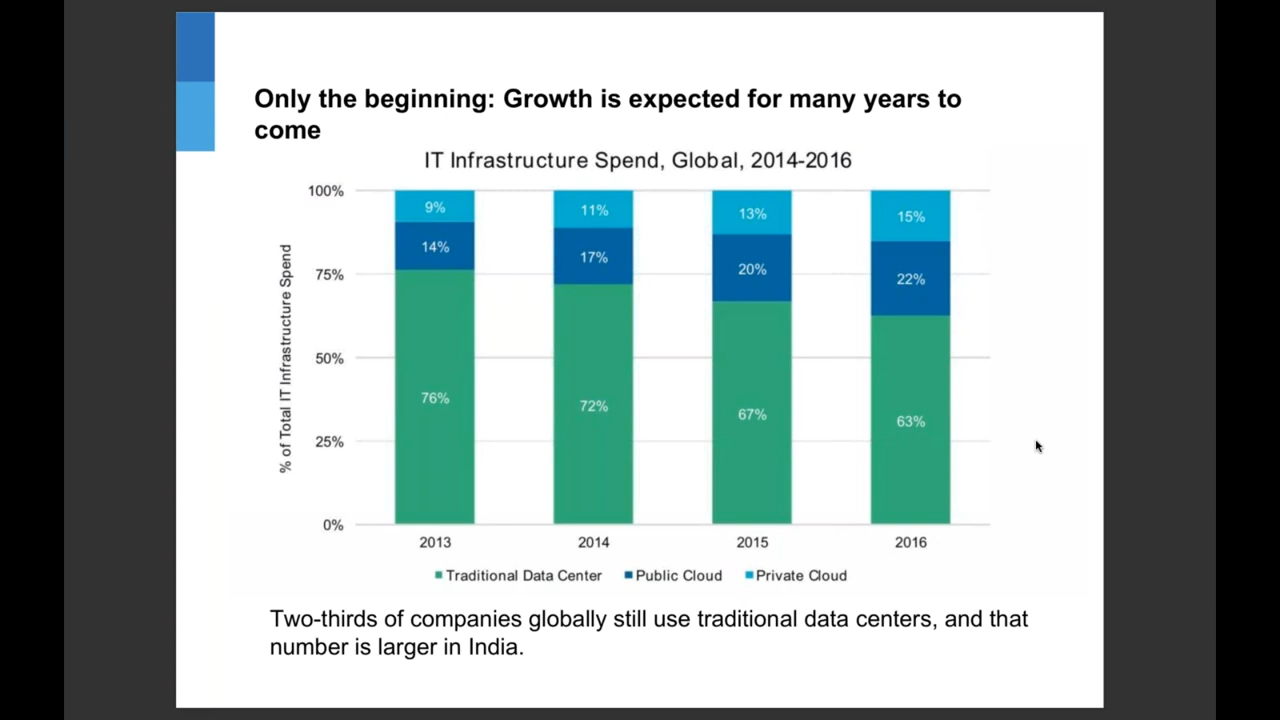 Only the beginning: Growth is expected for many years to
come
IT Infrastructure Spend, Global, 2014-2016
% of Total IT Infrastructure Spend
100%
75%
50%
25%
0%
9%
14%
76%
11%
17%
72%
13%
20%
67%
15%
22%
63%
2013
2014
2015
2016
Traditional Data Center
Public Cloud
Private Cloud
Two-thirds of companies globally still use traditional data centers, and that
number is larger in India.